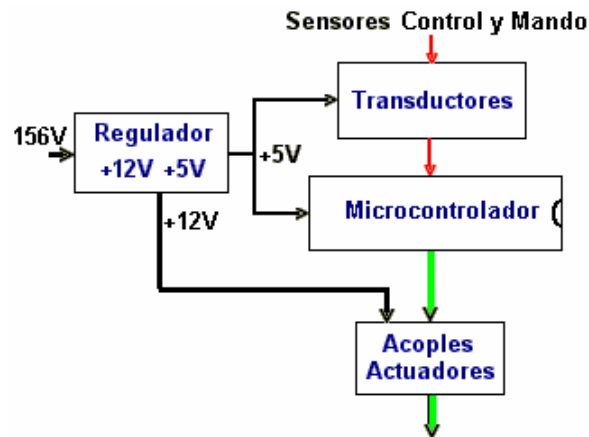 Sensores Control y Mando
Transductores
156V
Regulador
+12V +5V
+5V
Microcontrolador
+12V
Acoples
Actuadores